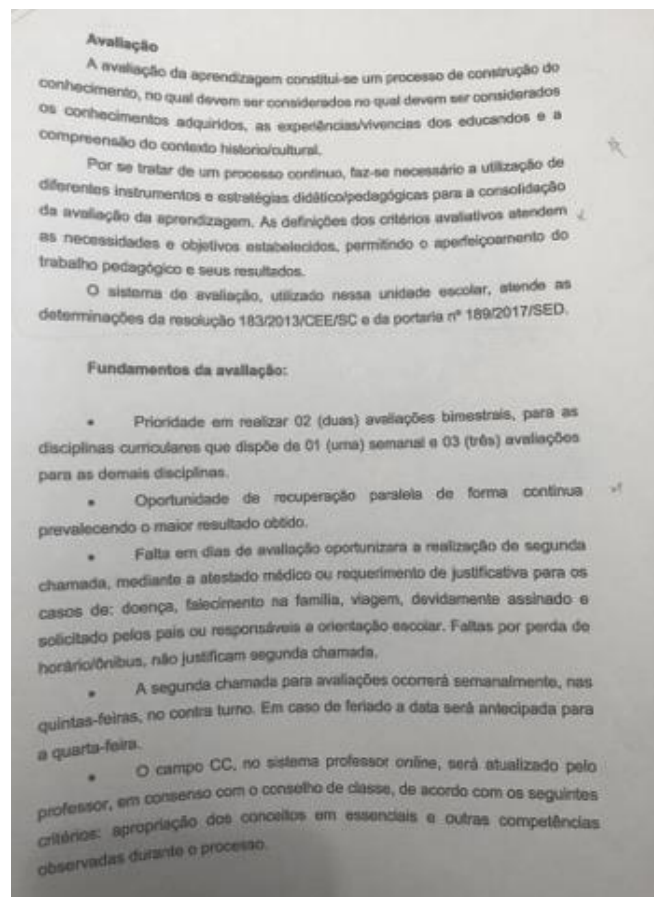 Avaliação
A avaliação da aprendizagem constitui-se um processo de construção do
conhecimento, no qual devem ser considerados no qual devem ser considerados
os conhecimentos adquiridos, as experiências/vivencias dos educandos e a
compreensão do contexto historio/cultural.
Por se tratar de um processo continuo, faz-se necessário a utilização de
diferentes instrumentos e estratégias didático/pedagógicas para a consolidação
da avaliação da aprendizagem. As definições dos critérios avaliativos atendem
as necessidades e objetivos estabelecidos, permitindo o aperfeiçoamento do
trabalho pedagógico e seus resultados.
O sistema de avaliação, utilizado nessa unidade escolar, atende as
determinações da resolução 183/2013/CEE/SC e da portaria nº 189/2017/SED.
Fundamentos da avaliação:
• Prioridade em realizar 02 (duas) avaliações bimestrais, para as
disciplinas curriculares que dispõe de 01 (uma) semanal e 03 (três) avaliações
para as demais disciplinas.
• Oportunidade de recuperação paralela de forma continua
prevalecendo o maior resultado obtido.
• Falta em dias de avaliação oportunizara a realização de segunda
chamada, mediante a atestado médico ou requerimento de justificativa para os
casos de: doença, falecimento na família, viagem, devidamente assinado e
solicitado pelos pais ou responsáveis a orientação escolar. Faltas por perda de
horário/ônibus, não justificam segunda chamada.
• A segunda chamada para avaliações ocorrerá semanalmente, nas
quintas-feiras, no contra turno. Em caso de feriado a data será antecipada para
a quarta-feira.
• O campo CC, no sistema professor online, será atualizado pelo
professor, em consenso com o conselho de classe, de acordo com os seguintes
critérios: apropriação dos conceitos em essenciais e outras competências
observadas durante o processo.